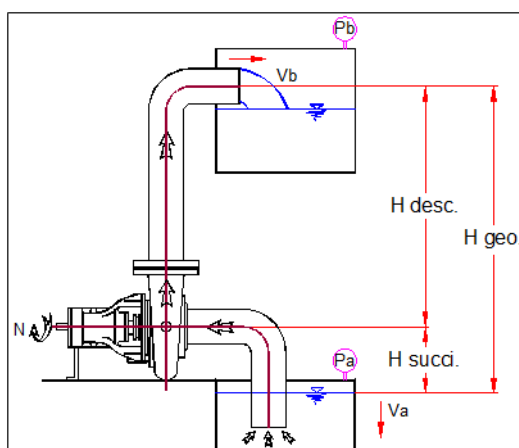 Pb
Vb
H desc.
H geo.
N
H succi.
Pa
Va